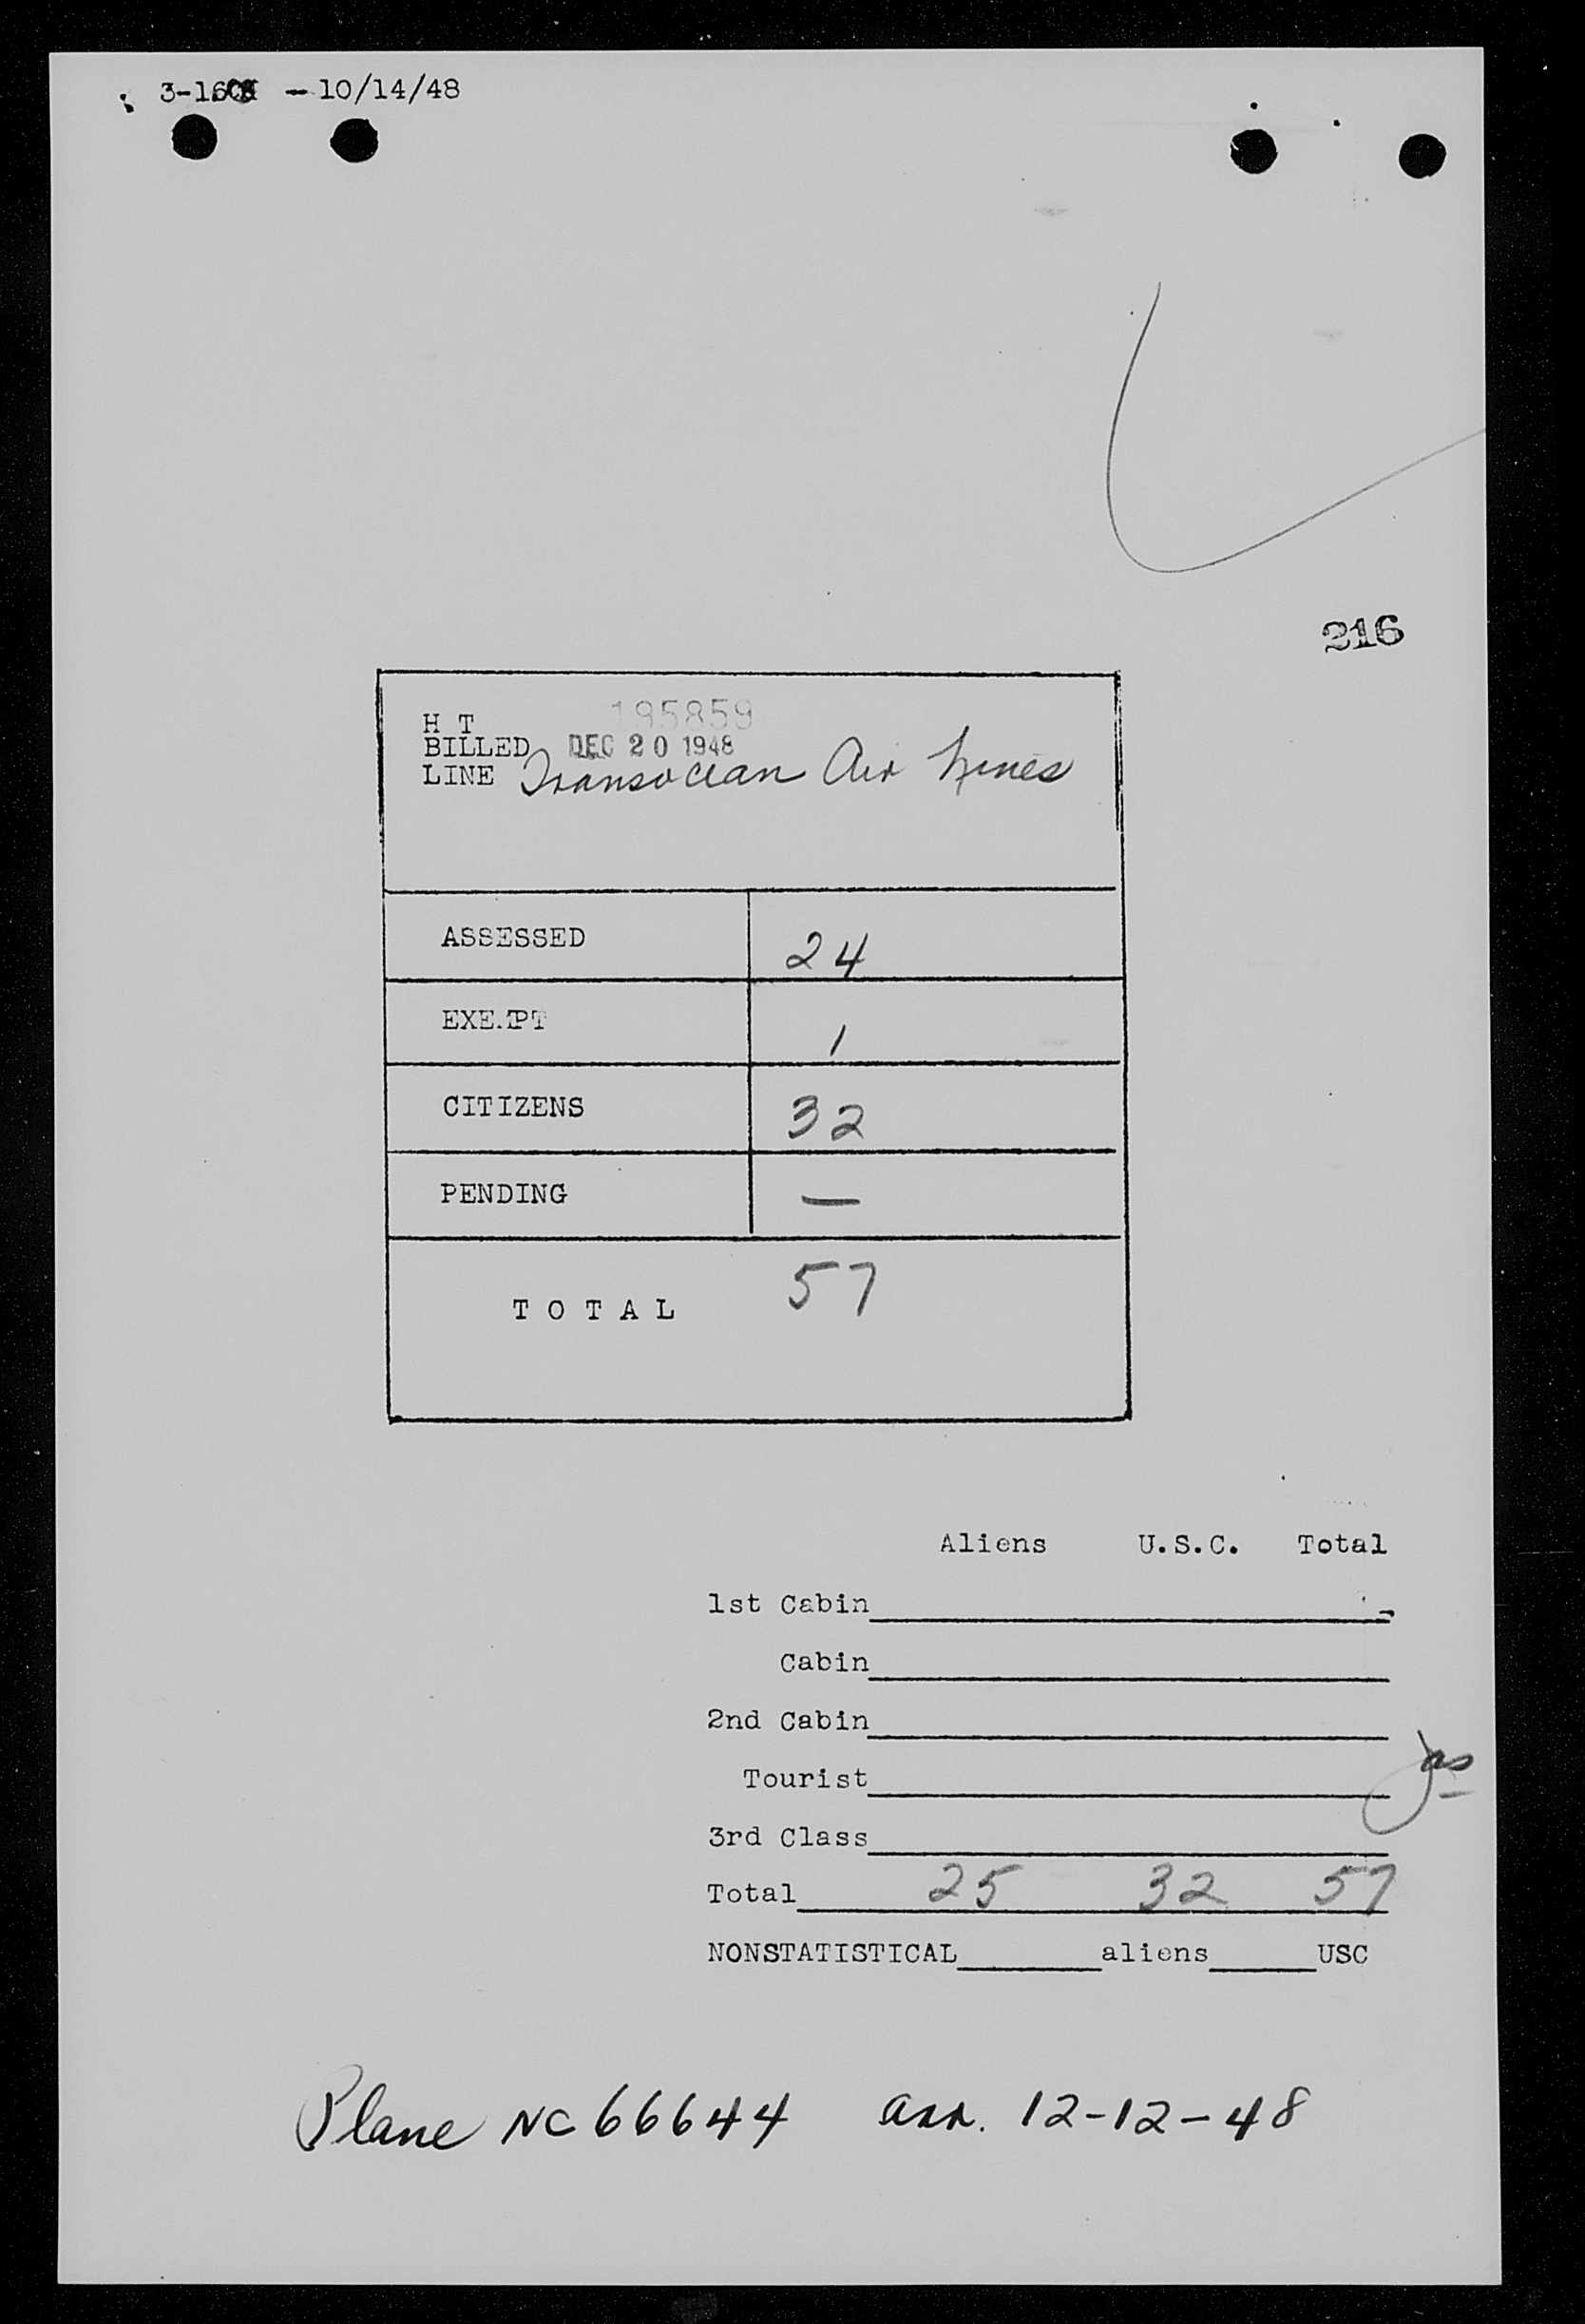 - 10/14/48
216
H T 195859
BILLED DEC 20 1948
LINE Transocean Air Lines
ASSESSED 24
EXEMPT 1
CITIZENS 32
PENDING —
TOTAL 57
Aliens U.S.C. Total
1st Cabin
Cabin
2nd Cabin
Tourist
jas
3rd Class
Total 25 32 57
NONSTATISTICAL aliens USC
Plane NC 66644 arr. 12-12-48